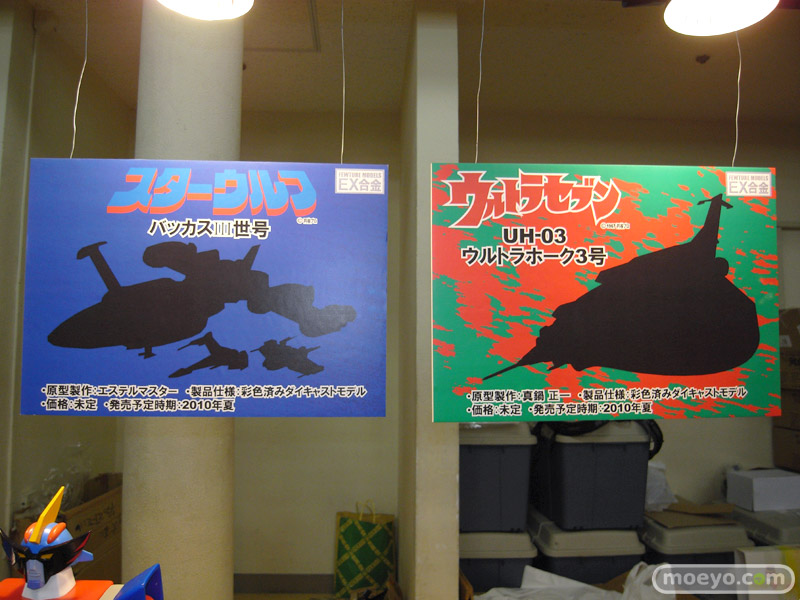 スターウルフ
MIRACLE MODELS
EX合金
バッカスIII世号
・原型製作:エステルマスター ・製品仕様:彩色済みダイキャストモデル
・価格:未定 ・発売予定時期:2010年夏
ウルトラセブン
EX合金
UH-03
ウルトラホーク3号
・原型製作:真鍋 正一 ・製品仕様:彩色済みダイキャストモデル
・価格:未定 ・発売予定時期:2010年夏
moeyo.com